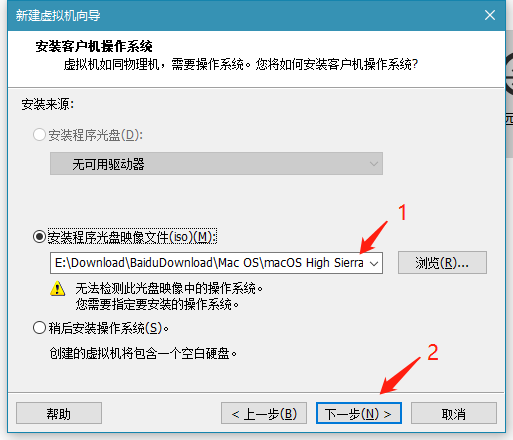 新建虚拟机向导
安装客户机操作系统
虚拟机如同物理机，需要操作系统。您将如何安装客户机操作系统?
安装来源:
安装程序光盘(D):
无可用驱动器
安装程序光盘映像文件(iso)(M):
1
E:\Download\BaiduDownload\Mac OS\macOS High Sierra
浏览(R)...
无法检测此光盘映像中的操作系统。
您需要指定要安装的操作系统。
稍后安装操作系统(S)。
创建的虚拟机将包含一个空白硬盘。
2
帮助
< 上一步(B)
下一步(N) >
取消